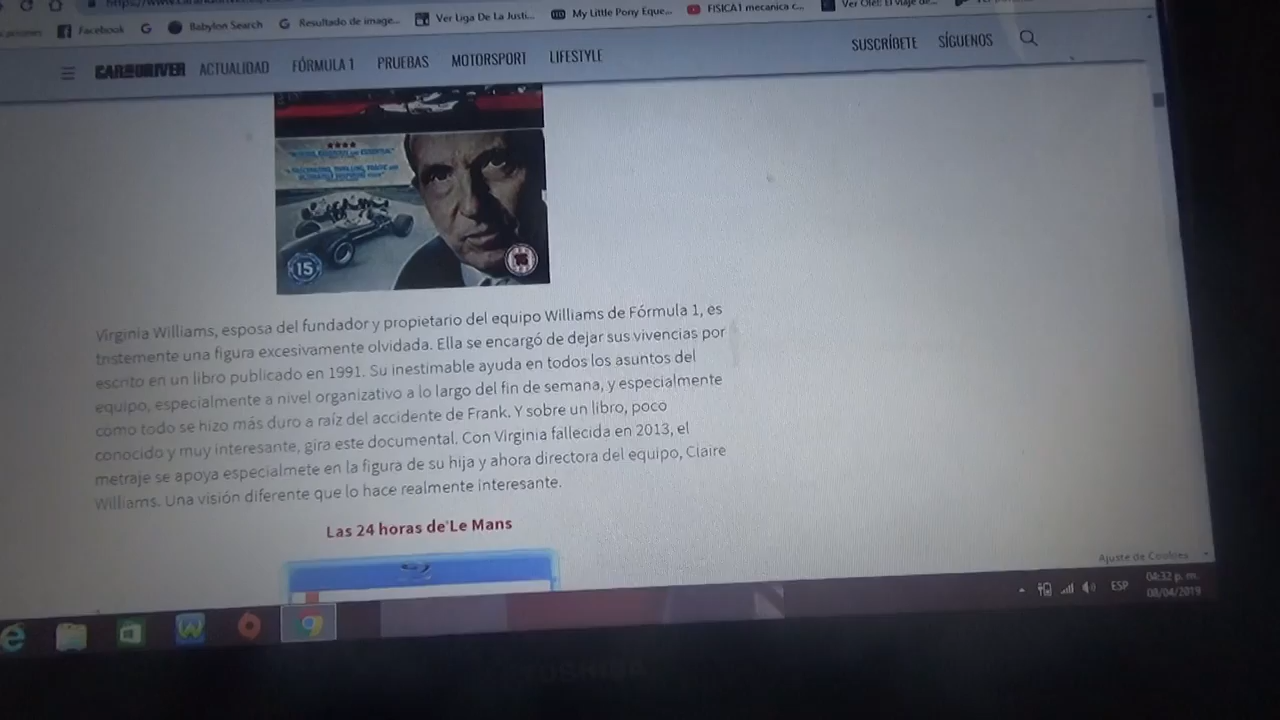 Facebook
G
Babylon Search
G Resultado de image...
Ver Liga De La Justi...
My Little Pony Eque...
FISICA 1 mecanica c...
CAR AND DRIVER
ACTUALIDAD
FÓRMULA 1
PRUEBAS
MOTORSPORT
LIFESTYLE
SUSCRÍBETE
SÍGUENOS
15
Virginia Williams, esposa del fundador y propietario del equipo Williams de Fórmula 1, es
tristemente una figura excesivamente olvidada. Ella se encargó de dejar sus vivencias por
escrito en un libro publicado en 1991. Su inestimable ayuda en todos los asuntos del
equipo, especialmente a nivel organizativo a lo largo del fin de semana, y especialmente
como todo se hizo más duro a raíz del accidente de Frank. Y sobre un libro, poco
conocido y muy interesante, gira este documental. Con Virginia fallecida en 2013, el
metraje se apoya especialmete en la figura de su hija y ahora directora del equipo, Claire
Williams. Una visión diferente que lo hace realmente interesante.
Las 24 horas de Le Mans
Ajuste de Cookies
ESP
04:32 p. m.
08/04/2019